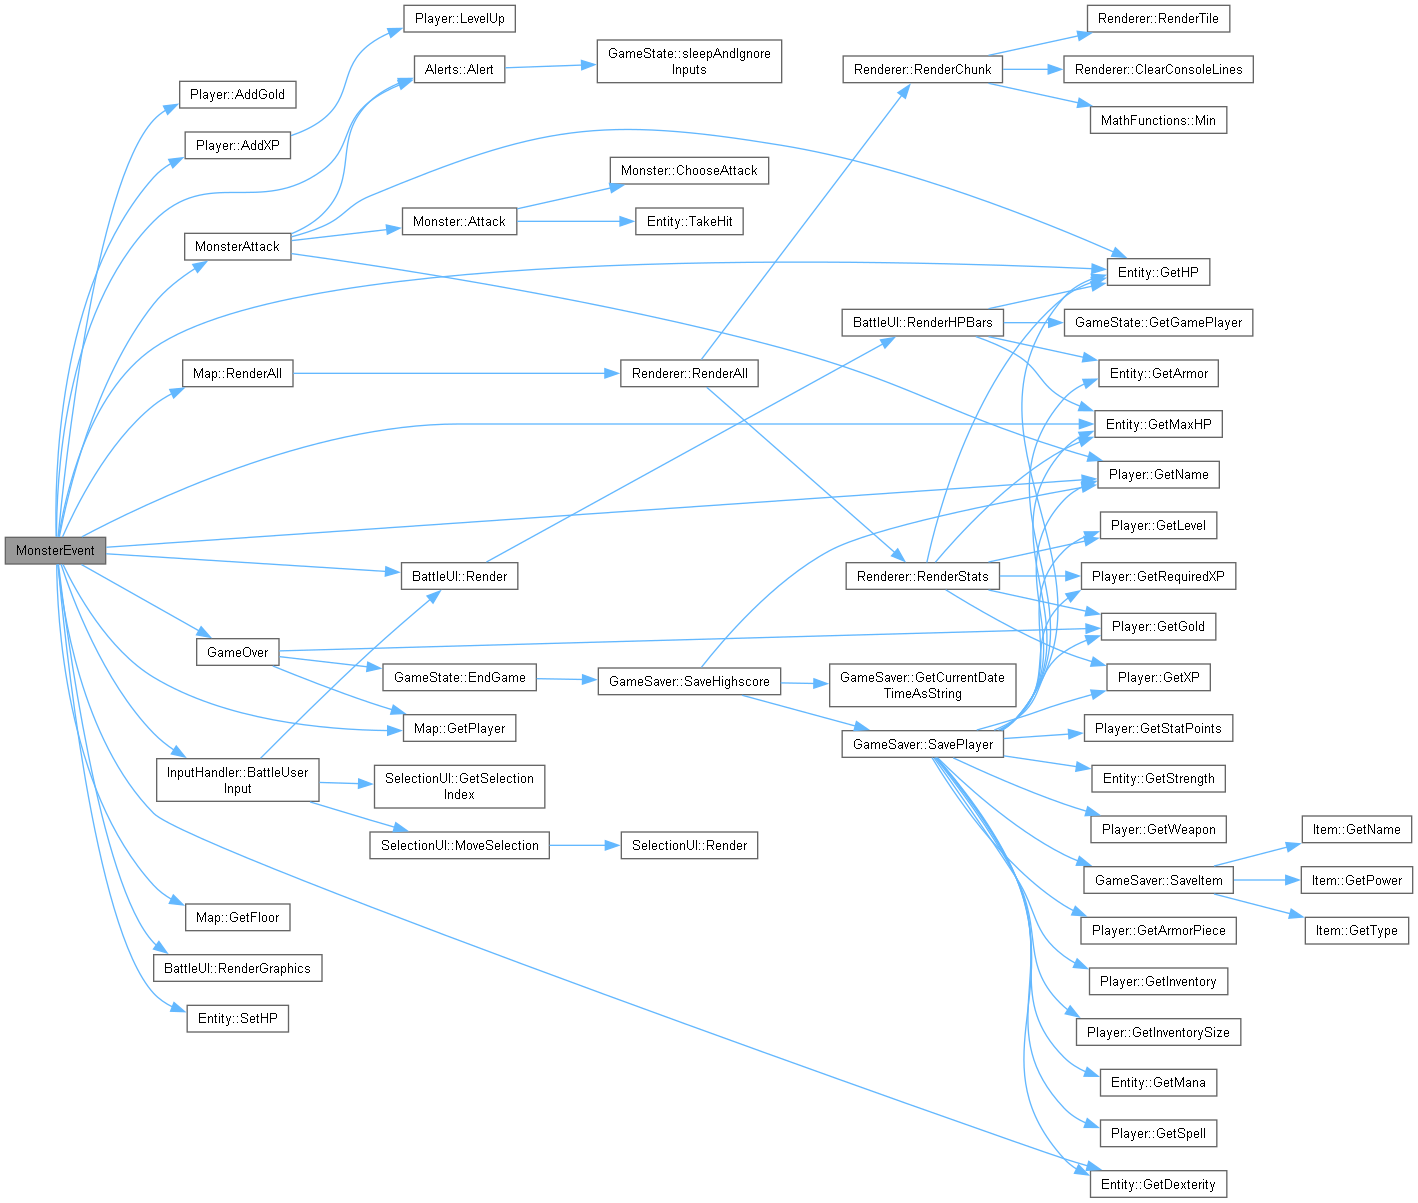 Player::LevelUp
Renderer::RenderTile
GameState::sleepAndIgnore
Inputs
Alerts::Alert
Renderer::RenderChunk
Renderer::ClearConsoleLines
Player::AddGold
MathFunctions::Min
Player::AddXP
Monster::ChooseAttack
Monster::Attack
Entity::TakeHit
MonsterAttack
Entity::GetHP
BattleUI::RenderHPBars
GameState::GetGamePlayer
Map::RenderAll
Renderer::RenderAll
Entity::GetArmor
Entity::GetMaxHP
Player::GetName
Player::GetLevel
MonsterEvent
BattleUI::Render
Renderer::RenderStats
Player::GetRequiredXP
Player::GetGold
GameOver
GameState::EndGame
GameSaver::SaveHighscore
GameSaver::GetCurrentDate
TimeAsString
Player::GetXP
Map::GetPlayer
Player::GetStatPoints
GameSaver::SavePlayer
InputHandler::BattleUser
Input
SelectionUI::GetSelection
Index
Entity::GetStrength
Player::GetWeapon
Item::GetName
SelectionUI::MoveSelection
SelectionUI::Render
GameSaver::SaveItem
Item::GetPower
Map::GetFloor
Player::GetArmorPiece
Item::GetType
BattleUI::RenderGraphics
Player::GetInventory
Entity::SetHP
Player::GetInventorySize
Entity::GetMana
Player::GetSpell
Entity::GetDexterity